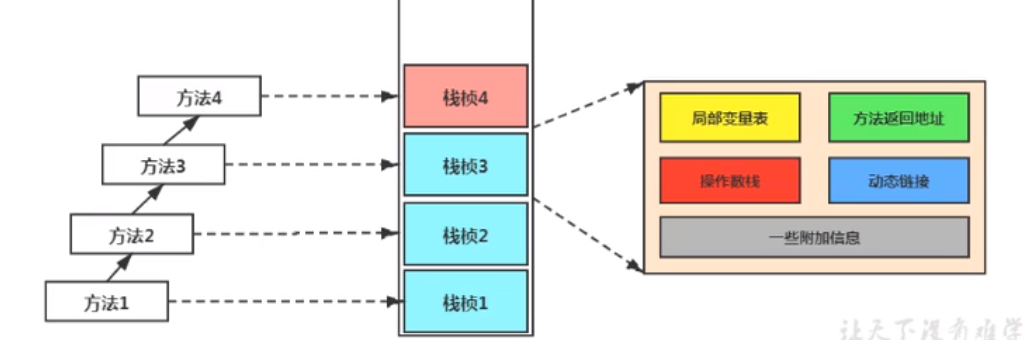 方法4
栈桢4
方法3
栈桢3
方法2
栈桢2
方法1
栈桢1
局部变量表
方法返回地址
操作数栈
动态链接
一些附加信息
让天下没有难学